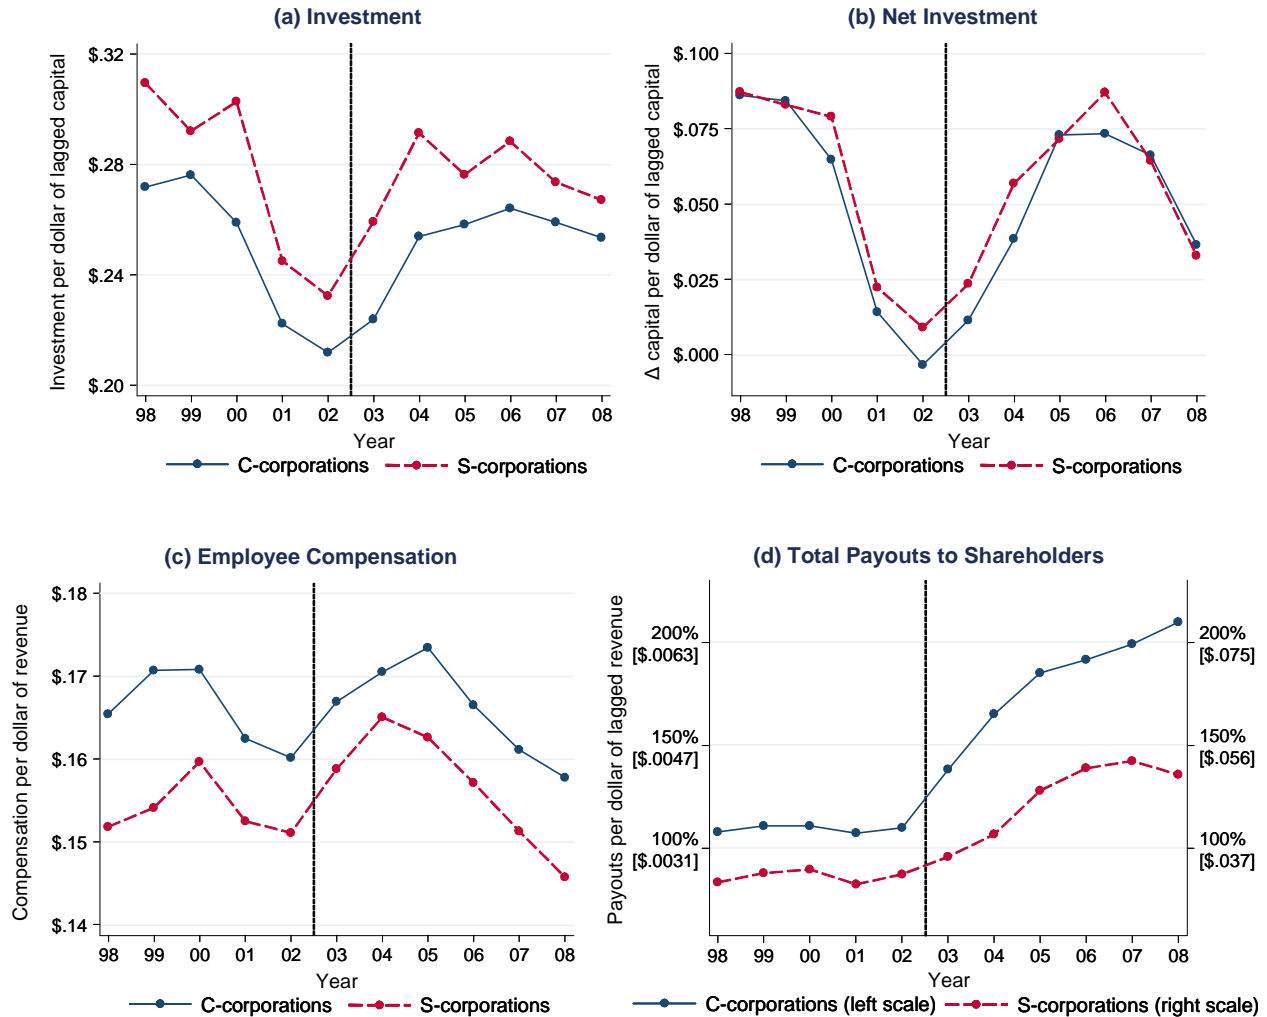 (a) Investment
Investment per dollar of lagged capital
$.32
$.28
$.24
$.20
98 99 00 01 02 03 04 05 06 07 08
Year
C-corporations S-corporations
(b) Net Investment
Δ capital per dollar of lagged capital
$.100
$.075
$.050
$.025
$.000
98 99 00 01 02 03 04 05 06 07 08
Year
C-corporations S-corporations
(c) Employee Compensation
Compensation per dollar of revenue
$.18
$.17
$.16
$.15
$.14
98 99 00 01 02 03 04 05 06 07 08
Year
C-corporations S-corporations
(d) Total Payouts to Shareholders
Payouts per dollar of lagged revenue
200%
[$.0063]
150%
[$.0047]
100%
[$.0031]
200%
[$.075]
150%
[$.056]
100%
[$.037]
98 99 00 01 02 03 04 05 06 07 08
Year
C-corporations (left scale) S-corporations (right scale)